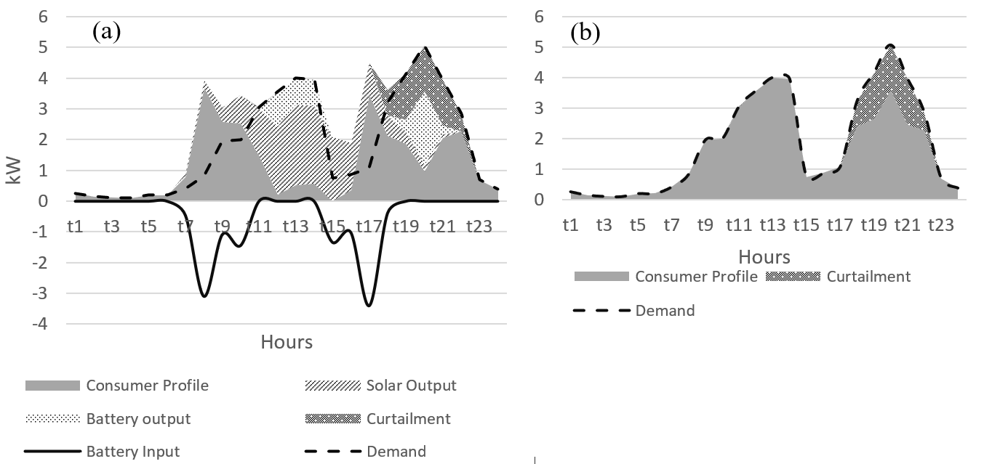 (a)
6
5
4
3
2
1
0
-1
-2
-3
-4
kW
t1 t3 t5 t7 t9 t11 t13 t15 t17 t19 t21 t23
Hours
Consumer Profile Solar Output
Battery output Curtailment
Battery Input Demand
(b)
6
5
4
3
2
1
0
t1 t3 t5 t7 t9 t11 t13 t15 t17 t19 t21 t23
Hours
Consumer Profile Curtailment
Demand